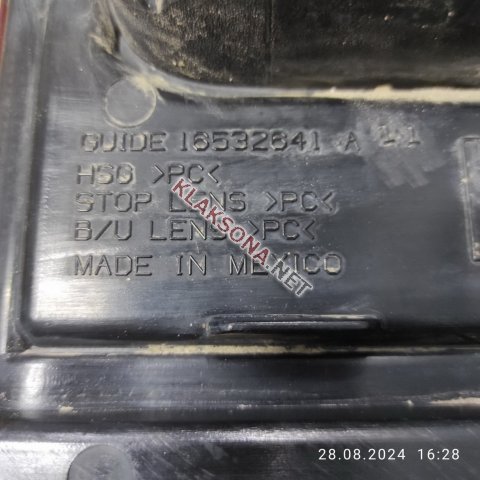 GUIDE 16532641 A 11
HSG >PC<
STOP LENS >PC<
B/U LENS >PC<
MADE IN MEXICO
KLAKSONA.NET
28.08.2024 16:28